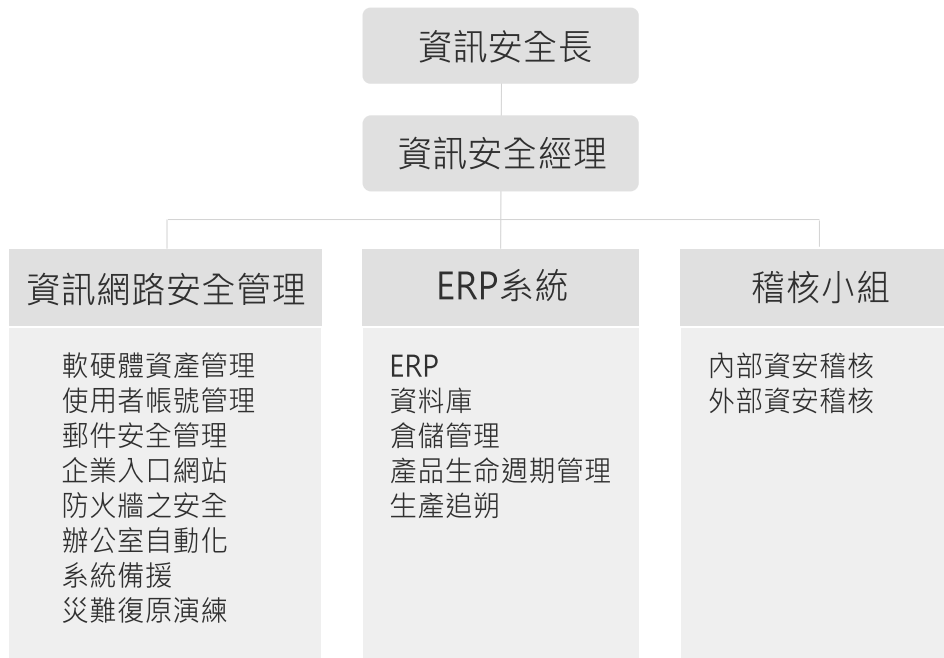 資訊安全長
資訊安全經理
資訊網路安全管理
軟硬體資產管理
使用者帳號管理
郵件安全管理
企業入口網站
防火牆之安全
辦公室自動化
系統備援
災難復原演練
ERP系統
ERP
資料庫
倉儲管理
產品生命週期管理
生產追朔
稽核小組
內部資安稽核
外部資安稽核